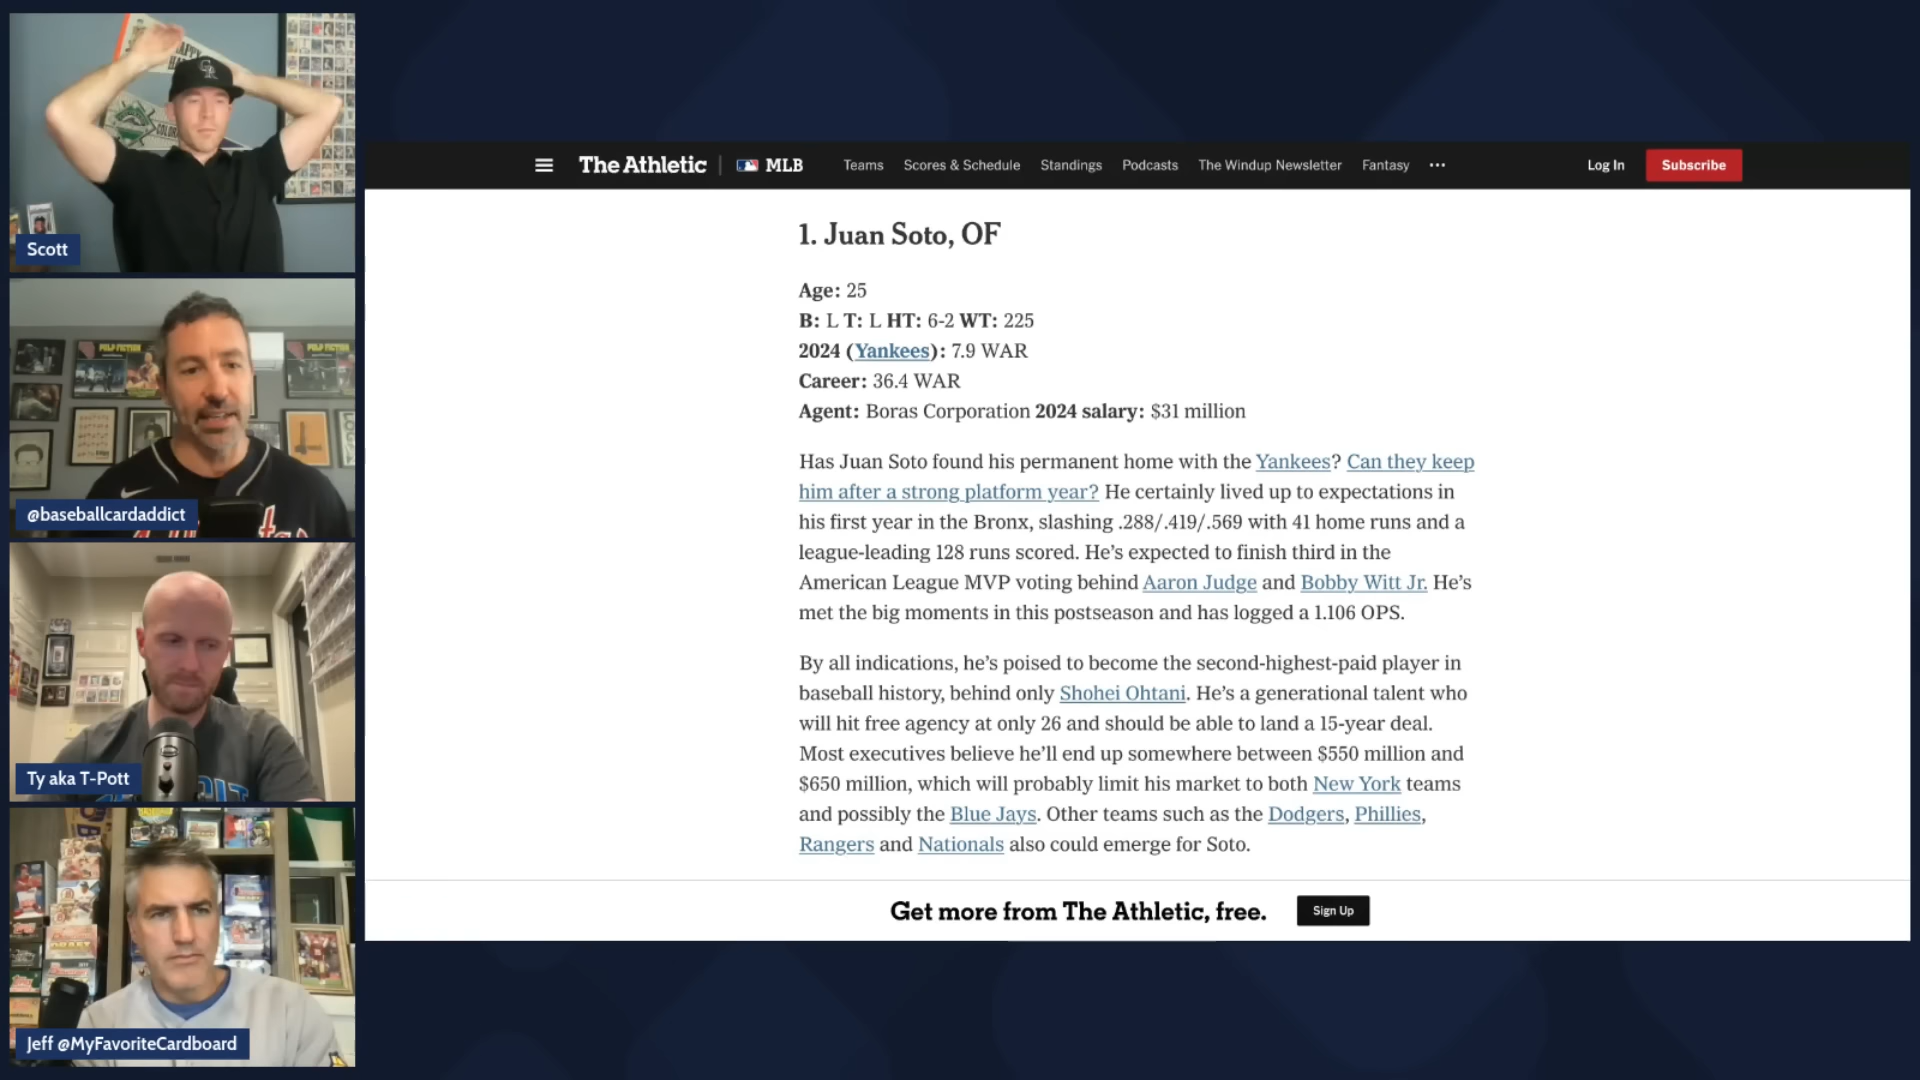 CR
COLOR
Scott
PULP FICTION
PULP FICTION
@baseballcardaddict
Ty aka T-Pott
Jeff @MyFavoriteCardboard
The Athletic | MLB Teams Scores & Schedule Standings Podcasts The Windup Newsletter Fantasy ··· Log In Subscribe
1. Juan Soto, OF
Age: 25
B: L T: L HT: 6-2 WT: 225
2024 (Yankees): 7.9 WAR
Career: 36.4 WAR
Agent: Boras Corporation 2024 salary: $31 million
Has Juan Soto found his permanent home with the Yankees? Can they keep
him after a strong platform year? He certainly lived up to expectations in
his first year in the Bronx, slashing .288/.419/.569 with 41 home runs and a
league-leading 128 runs scored. He’s expected to finish third in the
American League MVP voting behind Aaron Judge and Bobby Witt Jr. He’s
met the big moments in this postseason and has logged a 1.106 OPS.
By all indications, he’s poised to become the second-highest-paid player in
baseball history, behind only Shohei Ohtani. He’s a generational talent who
will hit free agency at only 26 and should be able to land a 15-year deal.
Most executives believe he’ll end up somewhere between $550 million and
$650 million, which will probably limit his market to both New York teams
and possibly the Blue Jays. Other teams such as the Dodgers, Phillies,
Rangers and Nationals also could emerge for Soto.
Get more from The Athletic, free. Sign Up